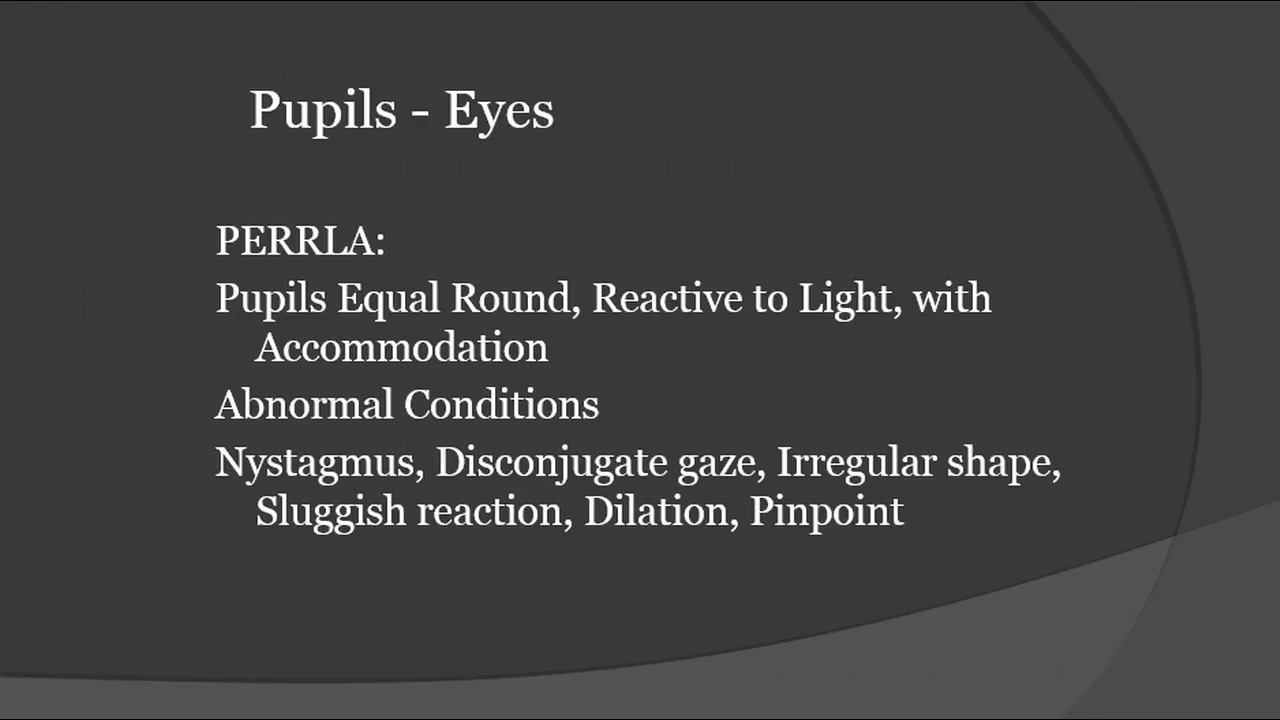 Pupils - Eyes
PERRLA:
Pupils Equal Round, Reactive to Light, with
Accommodation
Abnormal Conditions
Nystagmus, Disconjugate gaze, Irregular shape,
Sluggish reaction, Dilation, Pinpoint